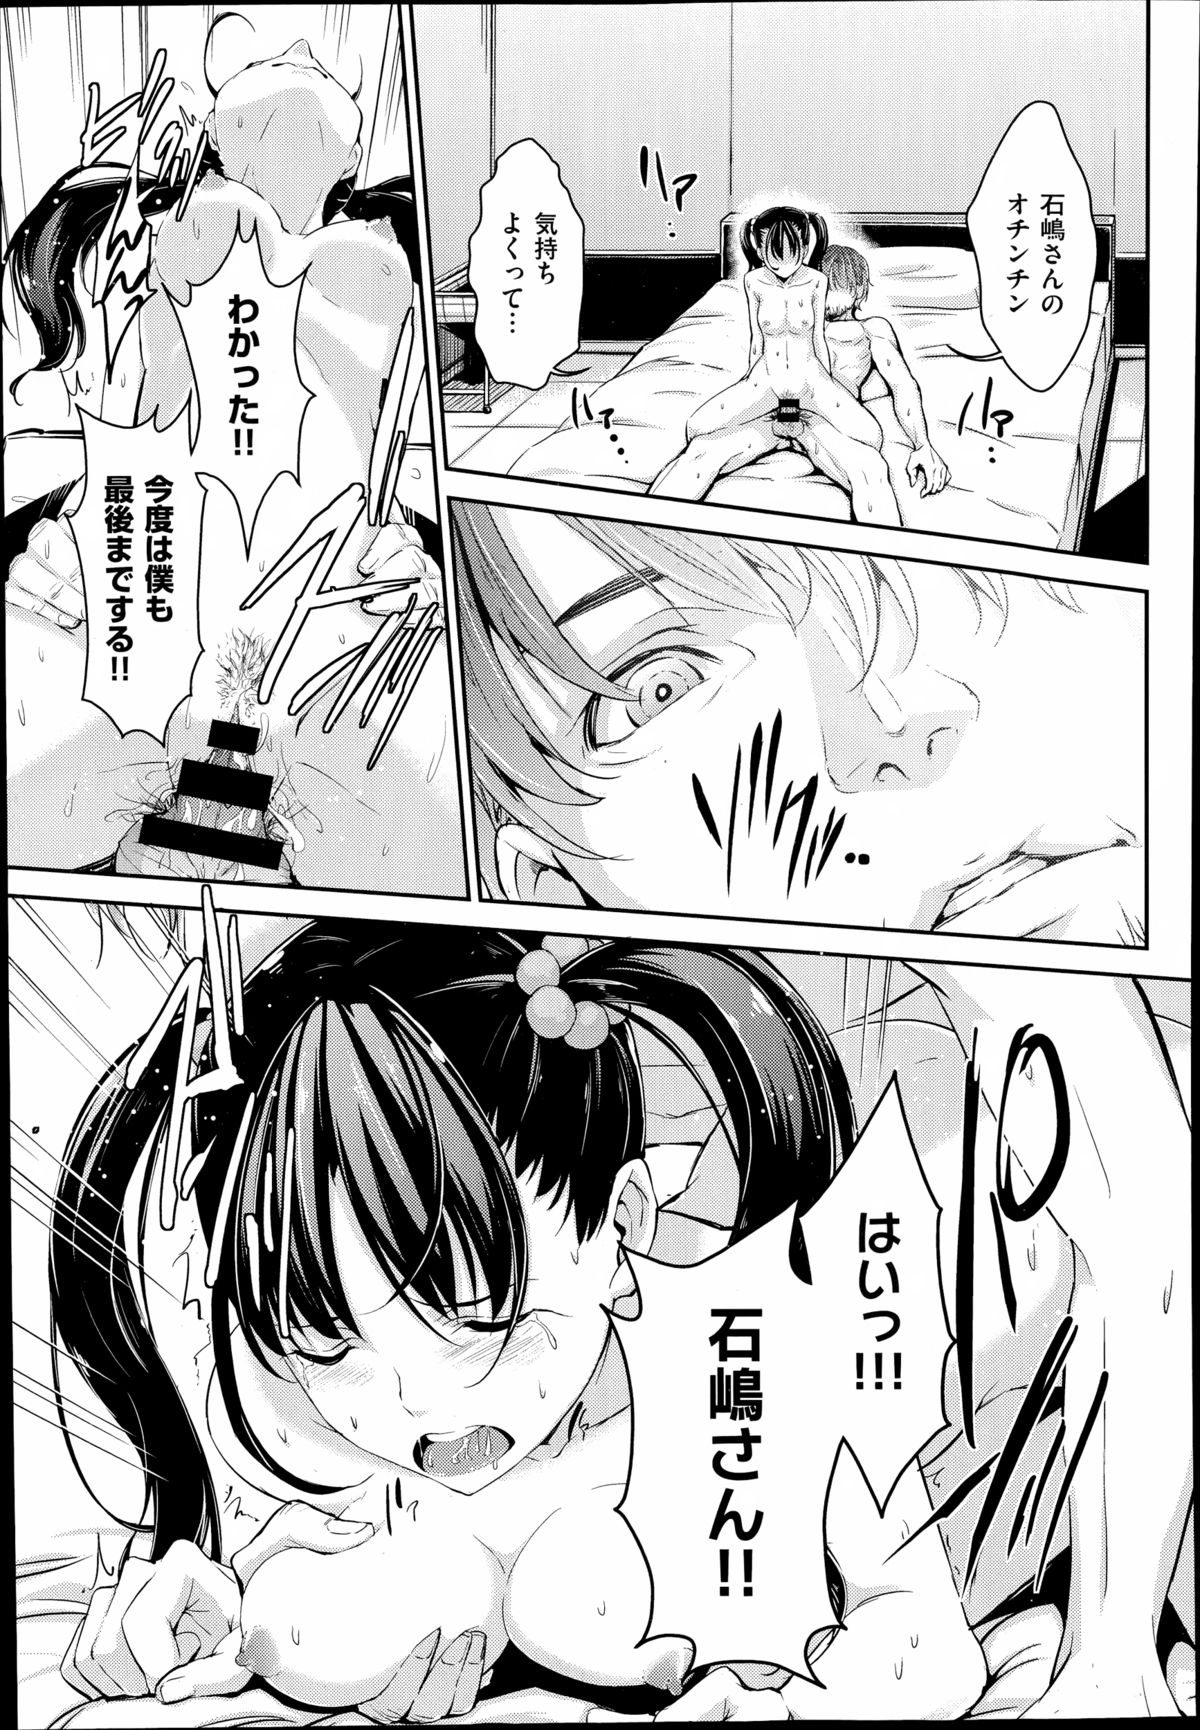 石嶋さんの
オチンチン
気持ち
よくって…
ハァ
ハァ
わかった!!
今度は僕も
最後までする!!
はいっ!!!
石嶋さん!!